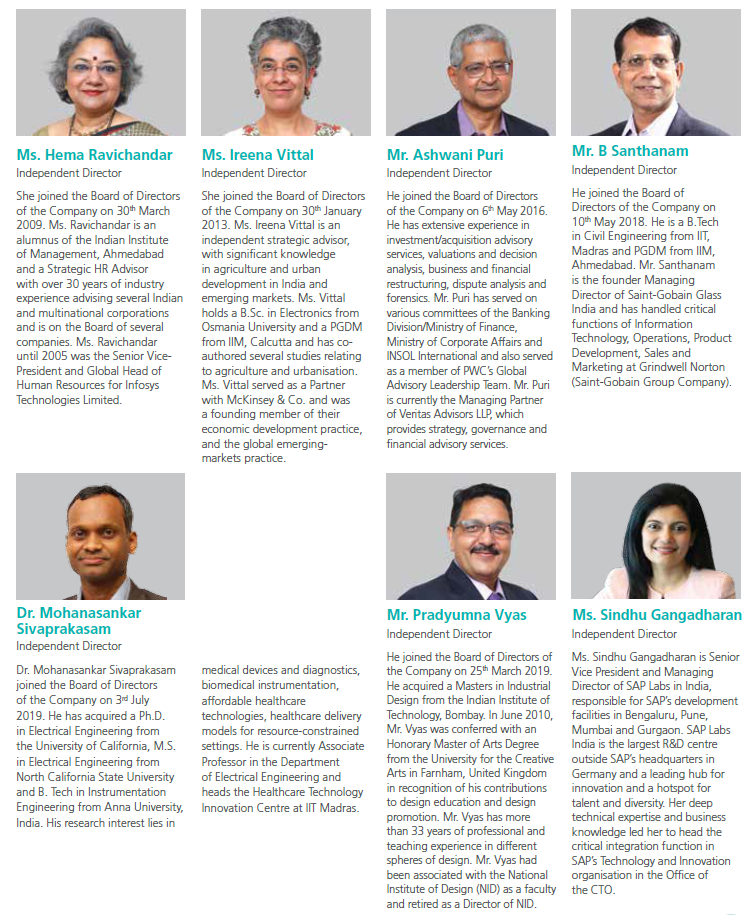 Ms. Hema Ravichandar
Independent Director
She joined the Board of Directors
of the Company on 30th March
2009. Ms. Ravichandar is an
alumnus of the Indian Institute
of Management, Ahmedabad
and a Strategic HR Advisor
with over 30 years of industry
experience advising several Indian
and multinational corporations
and is on the Board of several
companies. Ms. Ravichandar
until 2005 was the Senior Vice-
President and Global Head of
Human Resources for Infosys
Technologies Limited.
Ms. Ireena Vittal
Independent Director
She joined the Board of Directors
of the Company on 30th January
2013. Ms. Ireena Vittal is an
independent strategic advisor,
with significant knowledge
in agriculture and urban
development in India and
emerging markets. Ms. Vittal
holds a B.Sc. in Electronics from
Osmania University and a PGDM
from IIM, Calcutta and has co-
authored several studies relating
to agriculture and urbanisation.
Ms. Vittal served as a Partner
with McKinsey & Co. and was
a founding member of their
economic development practice,
and the global emerging-
markets practice.
Mr. Ashwani Puri
Independent Director
He joined the Board of Directors
of the Company on 6th May 2016.
He has extensive experience in
investment/acquisition advisory
services, valuations and decision
analysis, business and financial
restructuring, dispute analysis and
forensics. Mr. Puri has served on
various committees of the Banking
Division/Ministry of Finance,
Ministry of Corporate Affairs and
INSOL International and also served
as a member of PWC's Global
Advisory Leadership Team. Mr. Puri
is currently the Managing Partner
of Veritas Advisors LLP, which
provides strategy, governance and
financial advisory services.
Mr. B Santhanam
Independent Director
He joined the Board of
Directors of the Company on
10th May 2018. He is a B.Tech
in Civil Engineering from IIT,
Madras and PGDM from IIM,
Ahmedabad. Mr. Santhanam
is the founder Managing
Director of Saint-Gobain Glass
India and has handled critical
functions of Information
Technology, Operations, Product
Development, Sales and
Marketing at Grindwell Norton
(Saint-Gobain Group Company).
Dr. Mohanasankar
Sivaprakasam
Independent Director
Dr. Mohanasankar Sivaprakasam
joined the Board of Directors
of the Company on 3rd July
2019. He has acquired a Ph.D.
in Electrical Engineering from
the University of California, M.S.
in Electrical Engineering from
North California State University
and B. Tech in Instrumentation
Engineering from Anna University,
India. His research interest lies in
medical devices and diagnostics,
biomedical instrumentation,
affordable healthcare
technologies, healthcare delivery
models for resource-constrained
settings. He is currently Associate
Professor in the Department
of Electrical Engineering and
heads the Healthcare Technology
Innovation Centre at IIT Madras.
Mr. Pradyumna Vyas
Independent Director
He joined the Board of Directors of
the Company on 25th March 2019.
He acquired a Masters in Industrial
Design from the Indian Institute of
Technology, Bombay. In June 2010,
Mr. Vyas was conferred with an
Honorary Master of Arts Degree
from the University for the Creative
Arts in Farnham, United Kingdom
in recognition of his contributions
to design education and design
promotion. Mr. Vyas has more
than 33 years of professional and
teaching experience in different
spheres of design. Mr. Vyas had
been associated with the National
Institute of Design (NID) as a faculty
and retired as a Director of NID.
Ms. Sindhu Gangadharan
Independent Director
Ms. Sindhu Gangadharan is Senior
Vice President and Managing
Director of SAP Labs in India,
responsible for SAP's development
facilities in Bengaluru, Pune,
Mumbai and Gurgaon. SAP Labs
India is the largest R&D centre
outside SAP's headquarters in
Germany and a leading hub for
innovation and a hotspot for
talent and diversity. Her deep
technical expertise and business
knowledge led her to head the
critical integration function in
SAP's Technology and Innovation
organisation in the Office of
the CTO.